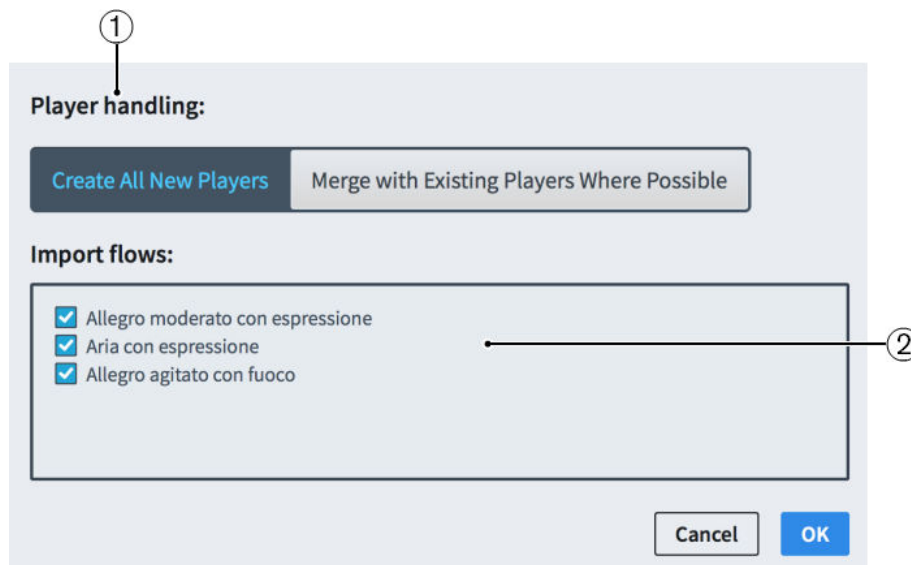 ①
Player handling:
Create All New Players Merge with Existing Players Where Possible
Import flows:
Allegro moderato con espressione
Aria con espressione
②
Allegro agitato con fuoco
Cancel OK